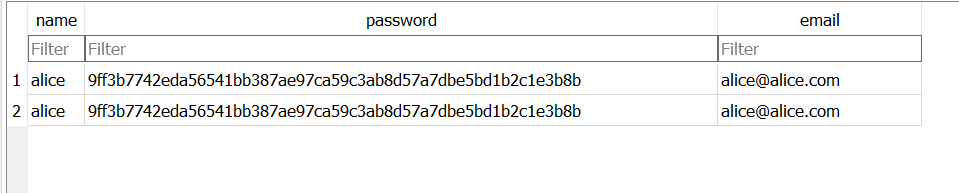 name password email
Filter Filter Filter
1 alice 9ff3b7742eda56541bb387ae97ca59c3ab8d57a7dbe5bd1b2c1e3b8b alice@alice.com
2 alice 9ff3b7742eda56541bb387ae97ca59c3ab8d57a7dbe5bd1b2c1e3b8b alice@alice.com